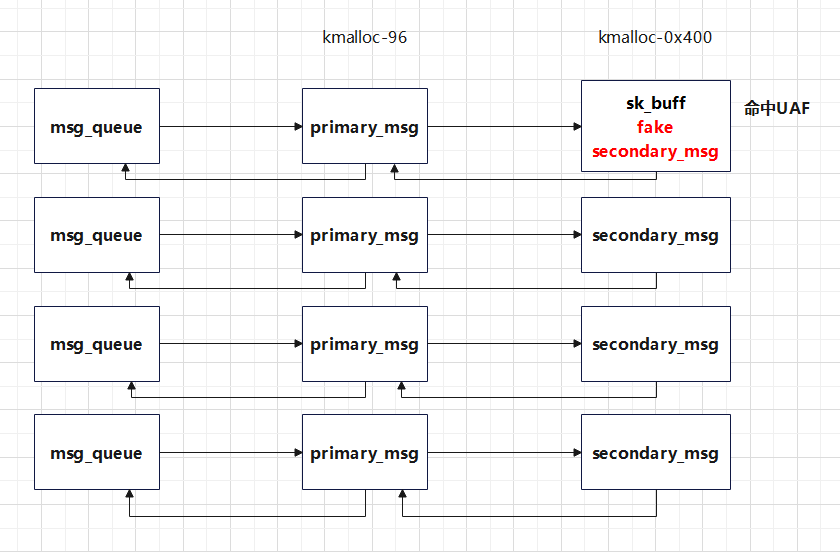 kmalloc-96
kmalloc-0x400
msg_queue
primary_msg
sk_buff
fake
secondary_msg
命中UAF
msg_queue
primary_msg
secondary_msg
msg_queue
primary_msg
secondary_msg
msg_queue
primary_msg
secondary_msg